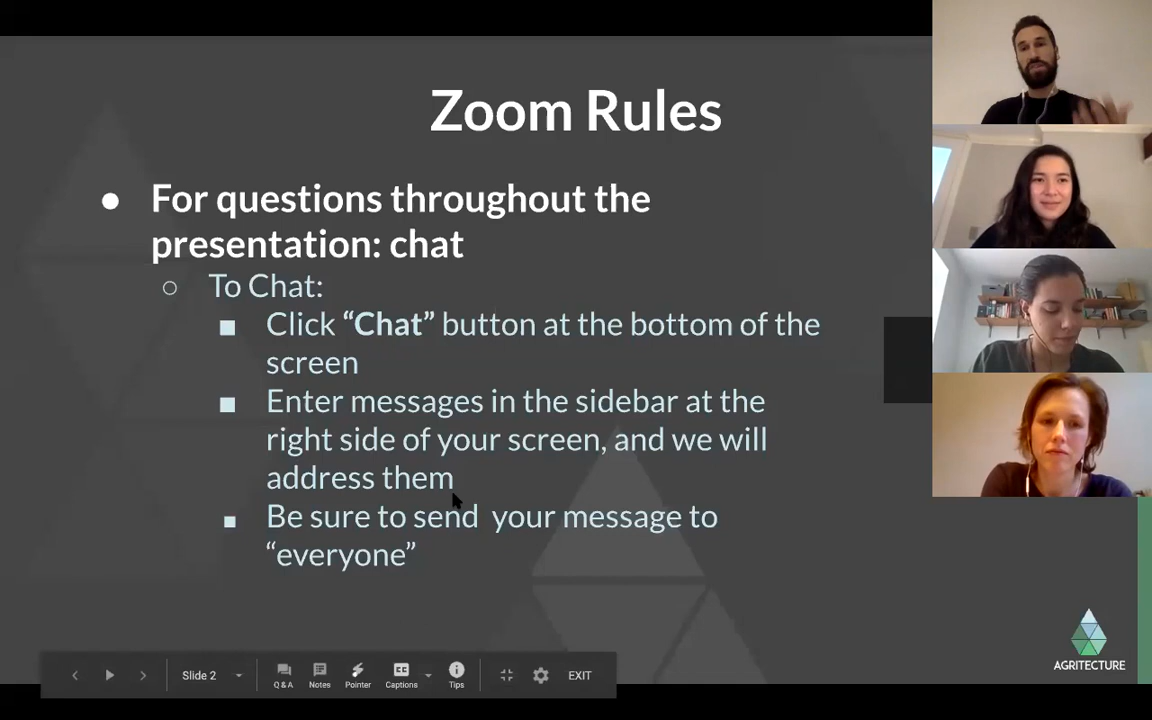 Zoom Rules
● For questions throughout the
presentation: chat
○ To Chat:
■ Click “Chat” button at the bottom of the
screen
■ Enter messages in the sidebar at the
right side of your screen, and we will
address them
■ Be sure to send  your message to
“everyone”
AGRITECTURE
Slide 2
Q & A
Notes
Pointer
CC
Captions
Tips
EXIT